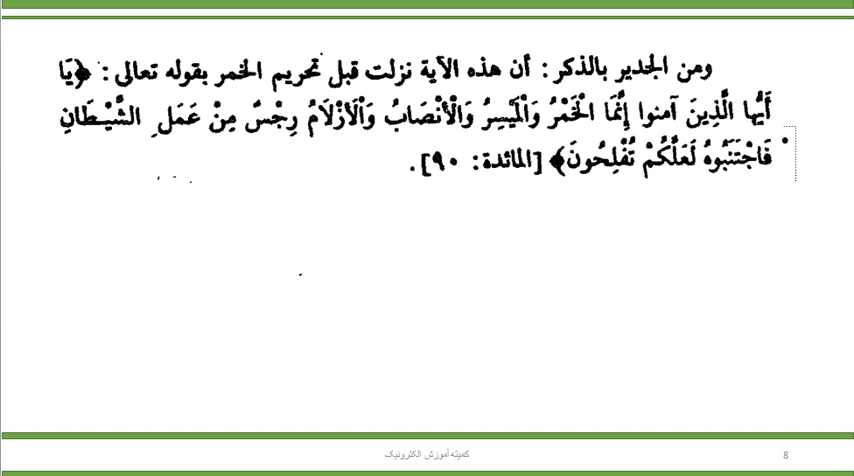 ومن الجدير بالذكر: أن هذه الآية نزلت قبل تحريم الخمر بقوله تعالى: ﴿يَا
أَيُّها الَّذِينَ آمنوا إِنَّمَا الْخَمْرُ وَالْمَيْسِرُ وَالْأَنْصَابُ وَالْأَزْلَامُ رِجْسٌ مِنْ عَمَلِ الشَّيْطَانِ
فَاجْتَنَبُوهُ لَعَلَّكُمْ تُفْلِحُونَ﴾ [المائدة: ٩٠].
کمیته آموزش الکترونیک
8